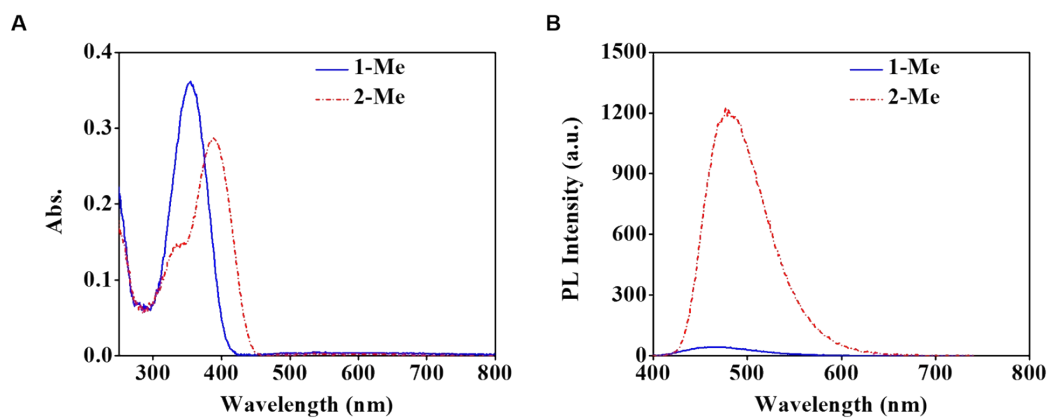 A
0.4
0.3
0.2
0.1
0.0
Abs.
1-Me
2-Me
300 400 500 600 700 800
Wavelength (nm)
B
1500
1200
900
600
300
0
PL Intensity (a.u.)
1-Me
2-Me
400 500 600 700 800
Wavelength (nm)